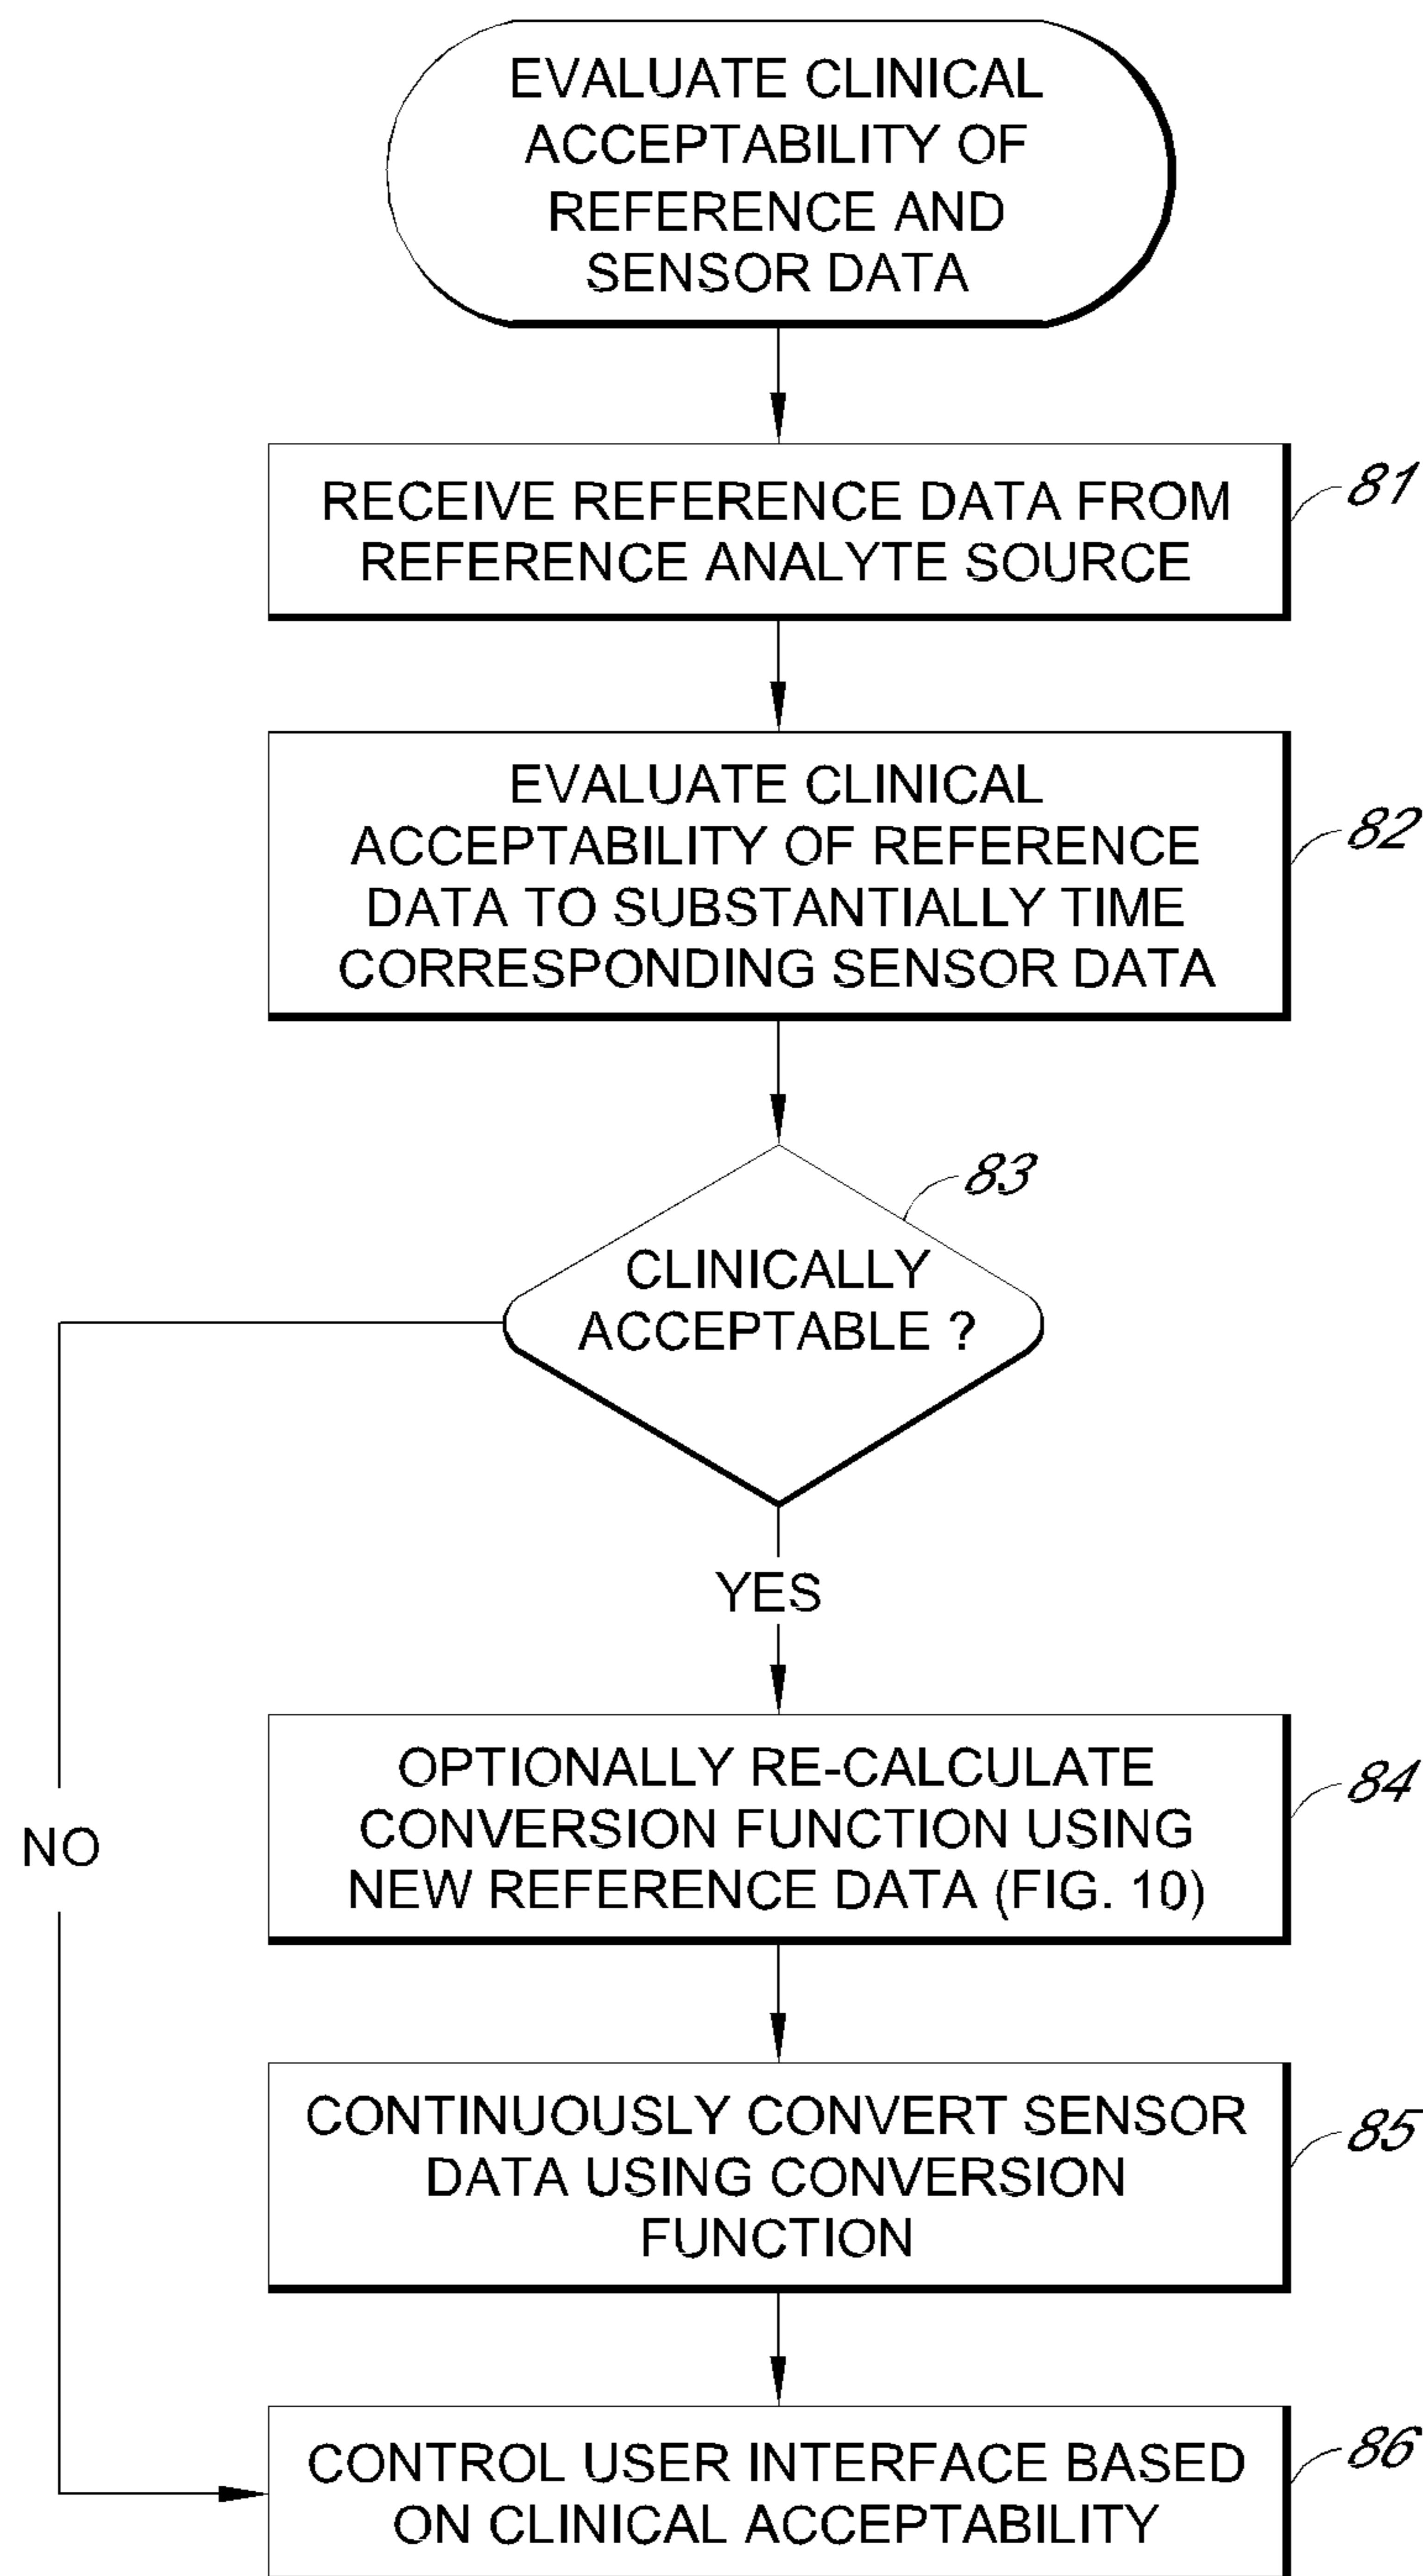 EVALUATE CLINICAL
ACCEPTABILITY OF
REFERENCE AND
SENSOR DATA
RECEIVE REFERENCE DATA FROM
REFERENCE ANALYTE SOURCE
81
EVALUATE CLINICAL
ACCEPTABILITY OF REFERENCE
DATA TO SUBSTANTIALLY TIME
CORRESPONDING SENSOR DATA
82
83
CLINICALLY
ACCEPTABLE ?
YES
NO
OPTIONALLY RE-CALCULATE
CONVERSION FUNCTION USING
NEW REFERENCE DATA (FIG. 10)
84
CONTINUOUSLY CONVERT SENSOR
DATA USING CONVERSION
FUNCTION
85
CONTROL USER INTERFACE BASED
ON CLINICAL ACCEPTABILITY
86